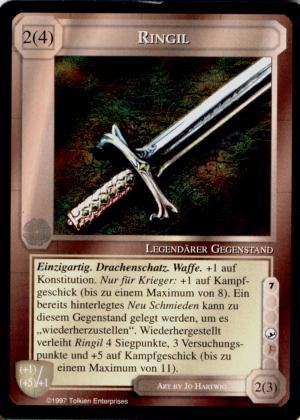 2(4)
RINGIL
LEGENDÄRER GEGENSTAND
Einzigartig. Drachenschatz. Waffe. +1 auf
Konstitution. Nur für Krieger: +1 auf Kampf-
geschick (bis zu einem Maximum von 8). Ein
bereits hinterlegtes Neu Schmieden kann zu
diesem Gegenstand gelegt werden, um es
„wiederzustellen“. Wiederhergestellt
verleiht Ringil 4 Siegpunkte, 3 Versuchungs-
punkte und +5 auf Kampfgeschick (bis zu
einem Maximum von 11).
7
(+1)/
(+5)/+1
ART BY JO HARTWIG
2(3)
©1997 Tolkien Enterprises